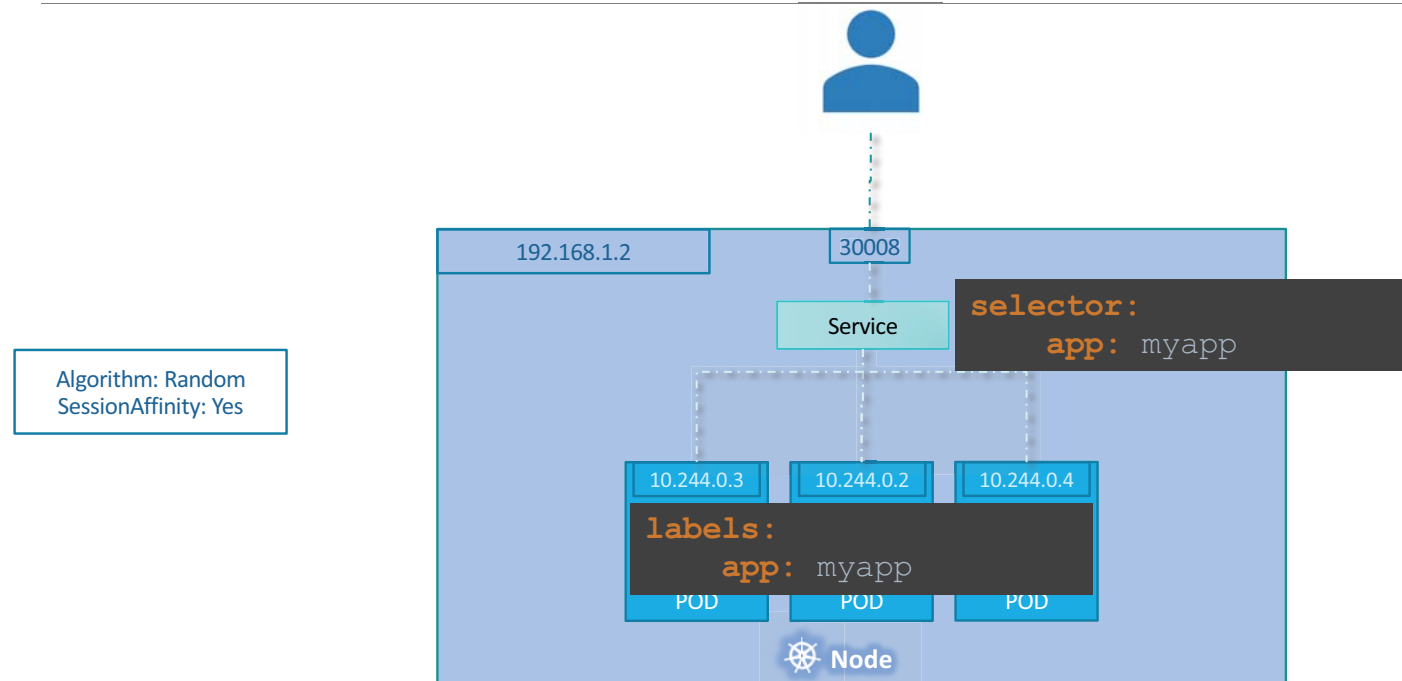 192.168.1.2
30008
Service
selector:
app: myapp
Algorithm: Random
SessionAffinity: Yes
10.244.0.3
10.244.0.2
10.244.0.4
labels:
app: myapp
POD
POD
POD
Node